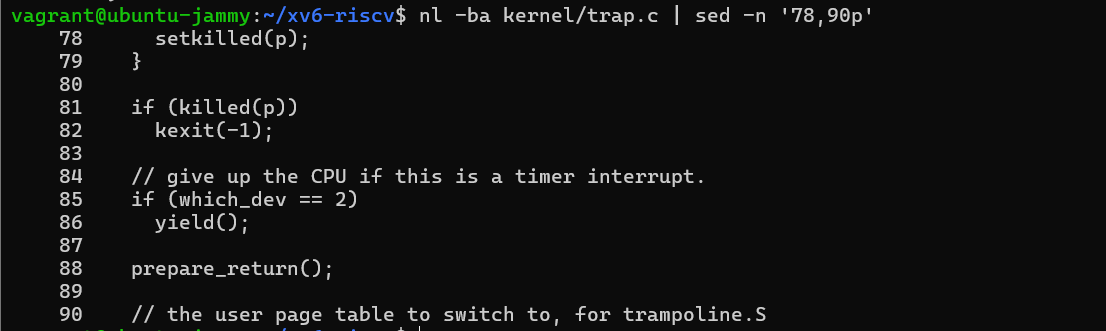 vagrant@ubuntu-jammy:~/xv6-riscv$ nl -ba kernel/trap.c | sed -n '78,90p'
    78	      setkilled(p);
    79	    }
    80
    81	    if (killed(p))
    82	      kexit(-1);
    83
    84	    // give up the CPU if this is a timer interrupt.
    85	    if (which_dev == 2)
    86	      yield();
    87
    88	    prepare_return();
    89
    90	    // the user page table to switch to, for trampoline.S